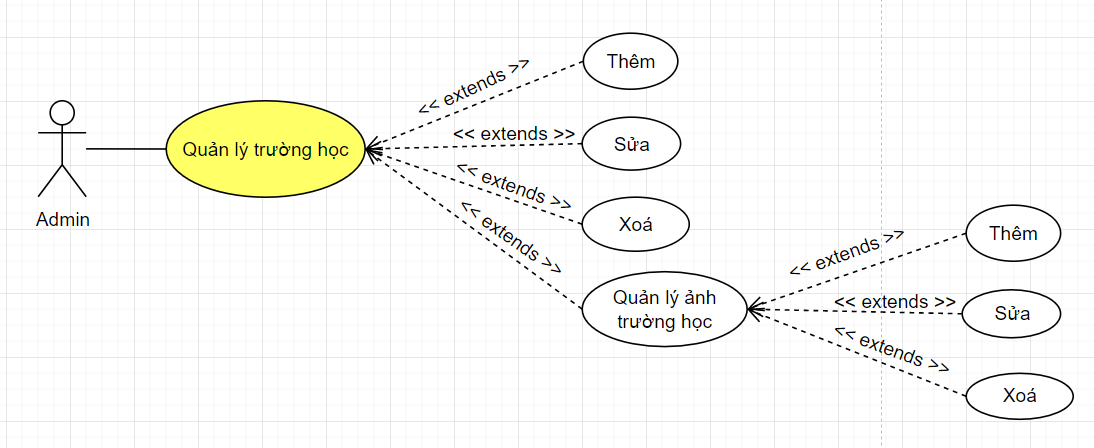 Thêm
<< extends >>
<< extends >>
Quản lý trường học
Sửa
<< extends >>
Admin
Xoá
<< extends >>
Quản lý ảnh
trường học
Thêm
<< extends >>
<< extends >>
Sửa
<< extends >>
Xoá